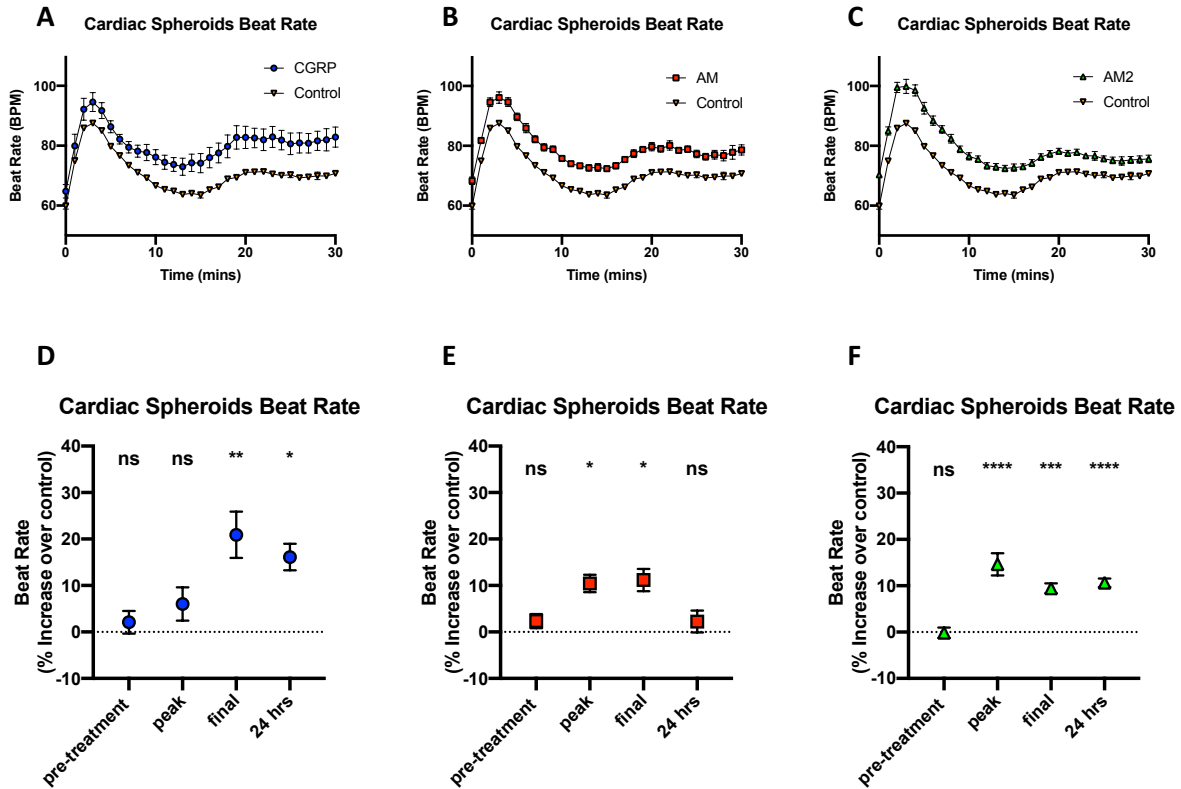 A
Cardiac Spheroids Beat Rate
CGRP
Control
Beat Rate (BPM)
100
80
60
0
10
20
30
Time (mins)
B
Cardiac Spheroids Beat Rate
AM
Control
Beat Rate (BPM)
100
80
60
0
10
20
30
Time (mins)
C
Cardiac Spheroids Beat Rate
AM2
Control
Beat Rate (BPM)
100
80
60
0
10
20
30
Time (mins)
D
Cardiac Spheroids Beat Rate
Beat Rate
(% Increase over control)
40
30
20
10
0
-10
ns
ns
**
*
pre-treatment
peak
final
24 hrs
E
Cardiac Spheroids Beat Rate
Beat Rate
(% Increase over control)
40
30
20
10
0
-10
ns
*
*
ns
pre-treatment
peak
final
24 hrs
F
Cardiac Spheroids Beat Rate
Beat Rate
(% Increase over control)
40
30
20
10
0
-10
ns
****
***
****
pre-treatment
peak
final
24 hrs